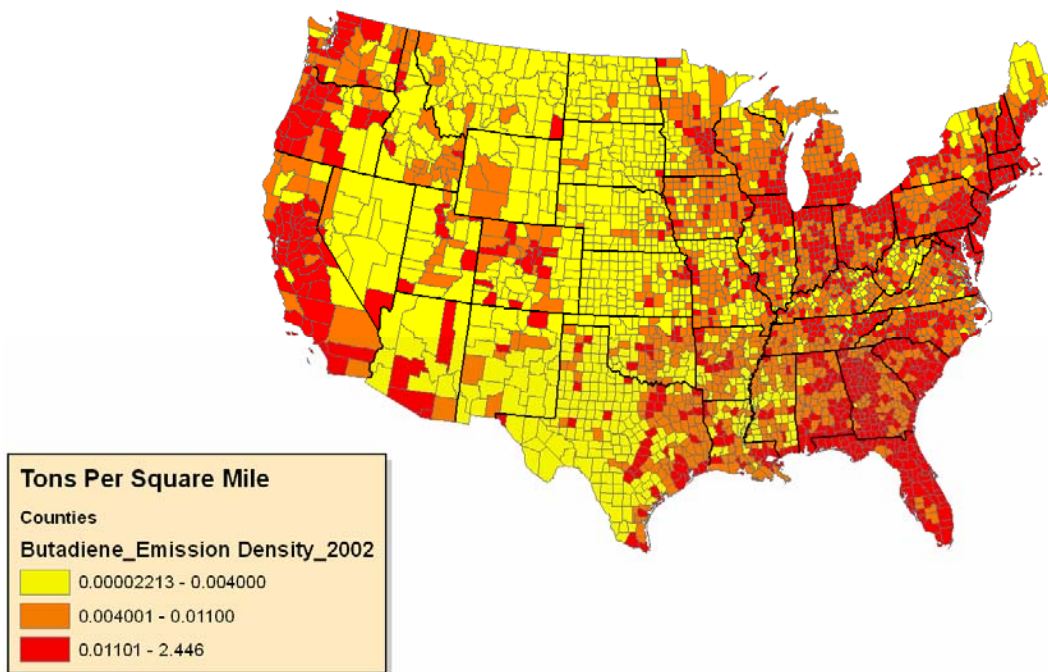 Tons Per Square Mile
Counties
Butadiene_Emission Density_2002
0.00002213 - 0.004000
0.004001 - 0.01100
0.01101 - 2.446